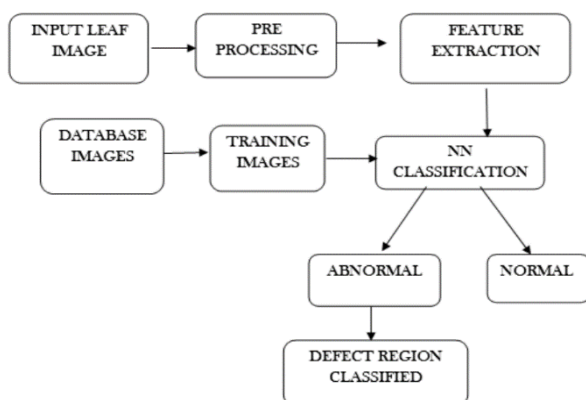 INPUT LEAF
IMAGE
PRE
PROCESSING
FEATURE
EXTRACTION
DATABASE
IMAGES
TRAINING
IMAGES
NN
CLASSIFICATION
ABNORMAL
NORMAL
DEFECT REGION
CLASSIFIED